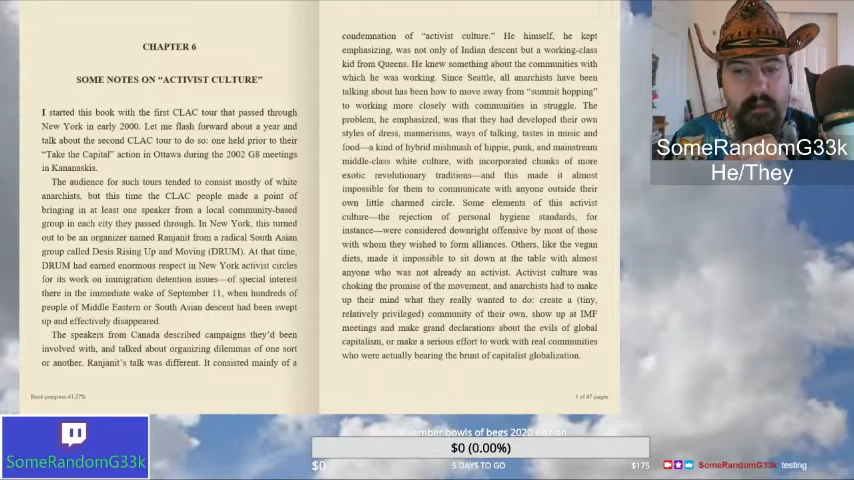 CHAPTER 6
SOME NOTES ON “ACTIVIST CULTURE”
I started this book with the first CLAC tour that passed through
New York in early 2000. Let me flash forward about a year and
talk about the second CLAC tour to do so: one held prior to their
“Take the Capital” action in Ottawa during the 2002 G8 meetings
in Kananaskis.
The audience for such tours tended to consist mostly of white
anarchists, but this time the CLAC people made a point of
bringing in at least one speaker from a local community-based
group in each city they passed through. In New York, this turned
out to be an organizer named Ranjanit from a radical South Asian
group called Desis Rising Up and Moving (DRUM). At that time,
DRUM had earned enormous respect in New York activist circles
for its work on immigration detention issues—of special interest
there in the immediate wake of September 11, when hundreds of
people of Middle Eastern or South Asian descent had been swept
up and effectively disappeared.
The speakers from Canada described campaigns they’d been
involved with, and talked about organizing dilemmas of one sort
or another. Ranjanit’s talk was different. It consisted mainly of a
Book progress 41.37%
condemnation of “activist culture.” He himself, he kept
emphasizing, was not only of Indian descent but a working-class
kid from Queens. He knew something about the communities with
which he was working. Since Seattle, all anarchists have been
talking about has been how to move away from “summit hopping”
to working more closely with communities in struggle. The
problem, he emphasized, was that they had developed their own
styles of dress, mannerisms, ways of talking, tastes in music and
food—a kind of hybrid mishmash of hippie, punk, and mainstream
middle-class white culture, with incorporated chunks of more
exotic revolutionary traditions—and this made it almost
impossible for them to communicate with anyone outside their
own little charmed circle. Some elements of this activist
culture—the rejection of personal hygiene standards, for
instance—were considered downright offensive by most of those
with whom they wished to form alliances. Others, like the vegan
diets, made it impossible to sit down at the table with almost
anyone who was not already an activist. Activist culture was
choking the promise of the movement, and anarchists had to make
up their mind what they really wanted to do: create a (tiny,
relatively privileged) community of their own, show up at IMF
meetings and make grand declarations about the evils of global
capitalism, or make a serious effort to work with real communities
who were actually bearing the brunt of capitalist globalization.
1 of 47 pages
SomeRandomG33k
He/They
SomeRandomG33k
November bowls of begs 2020 edition
$0 (0.00%)
$0
5 DAYS TO GO
$175
SomeRandomG33k testing